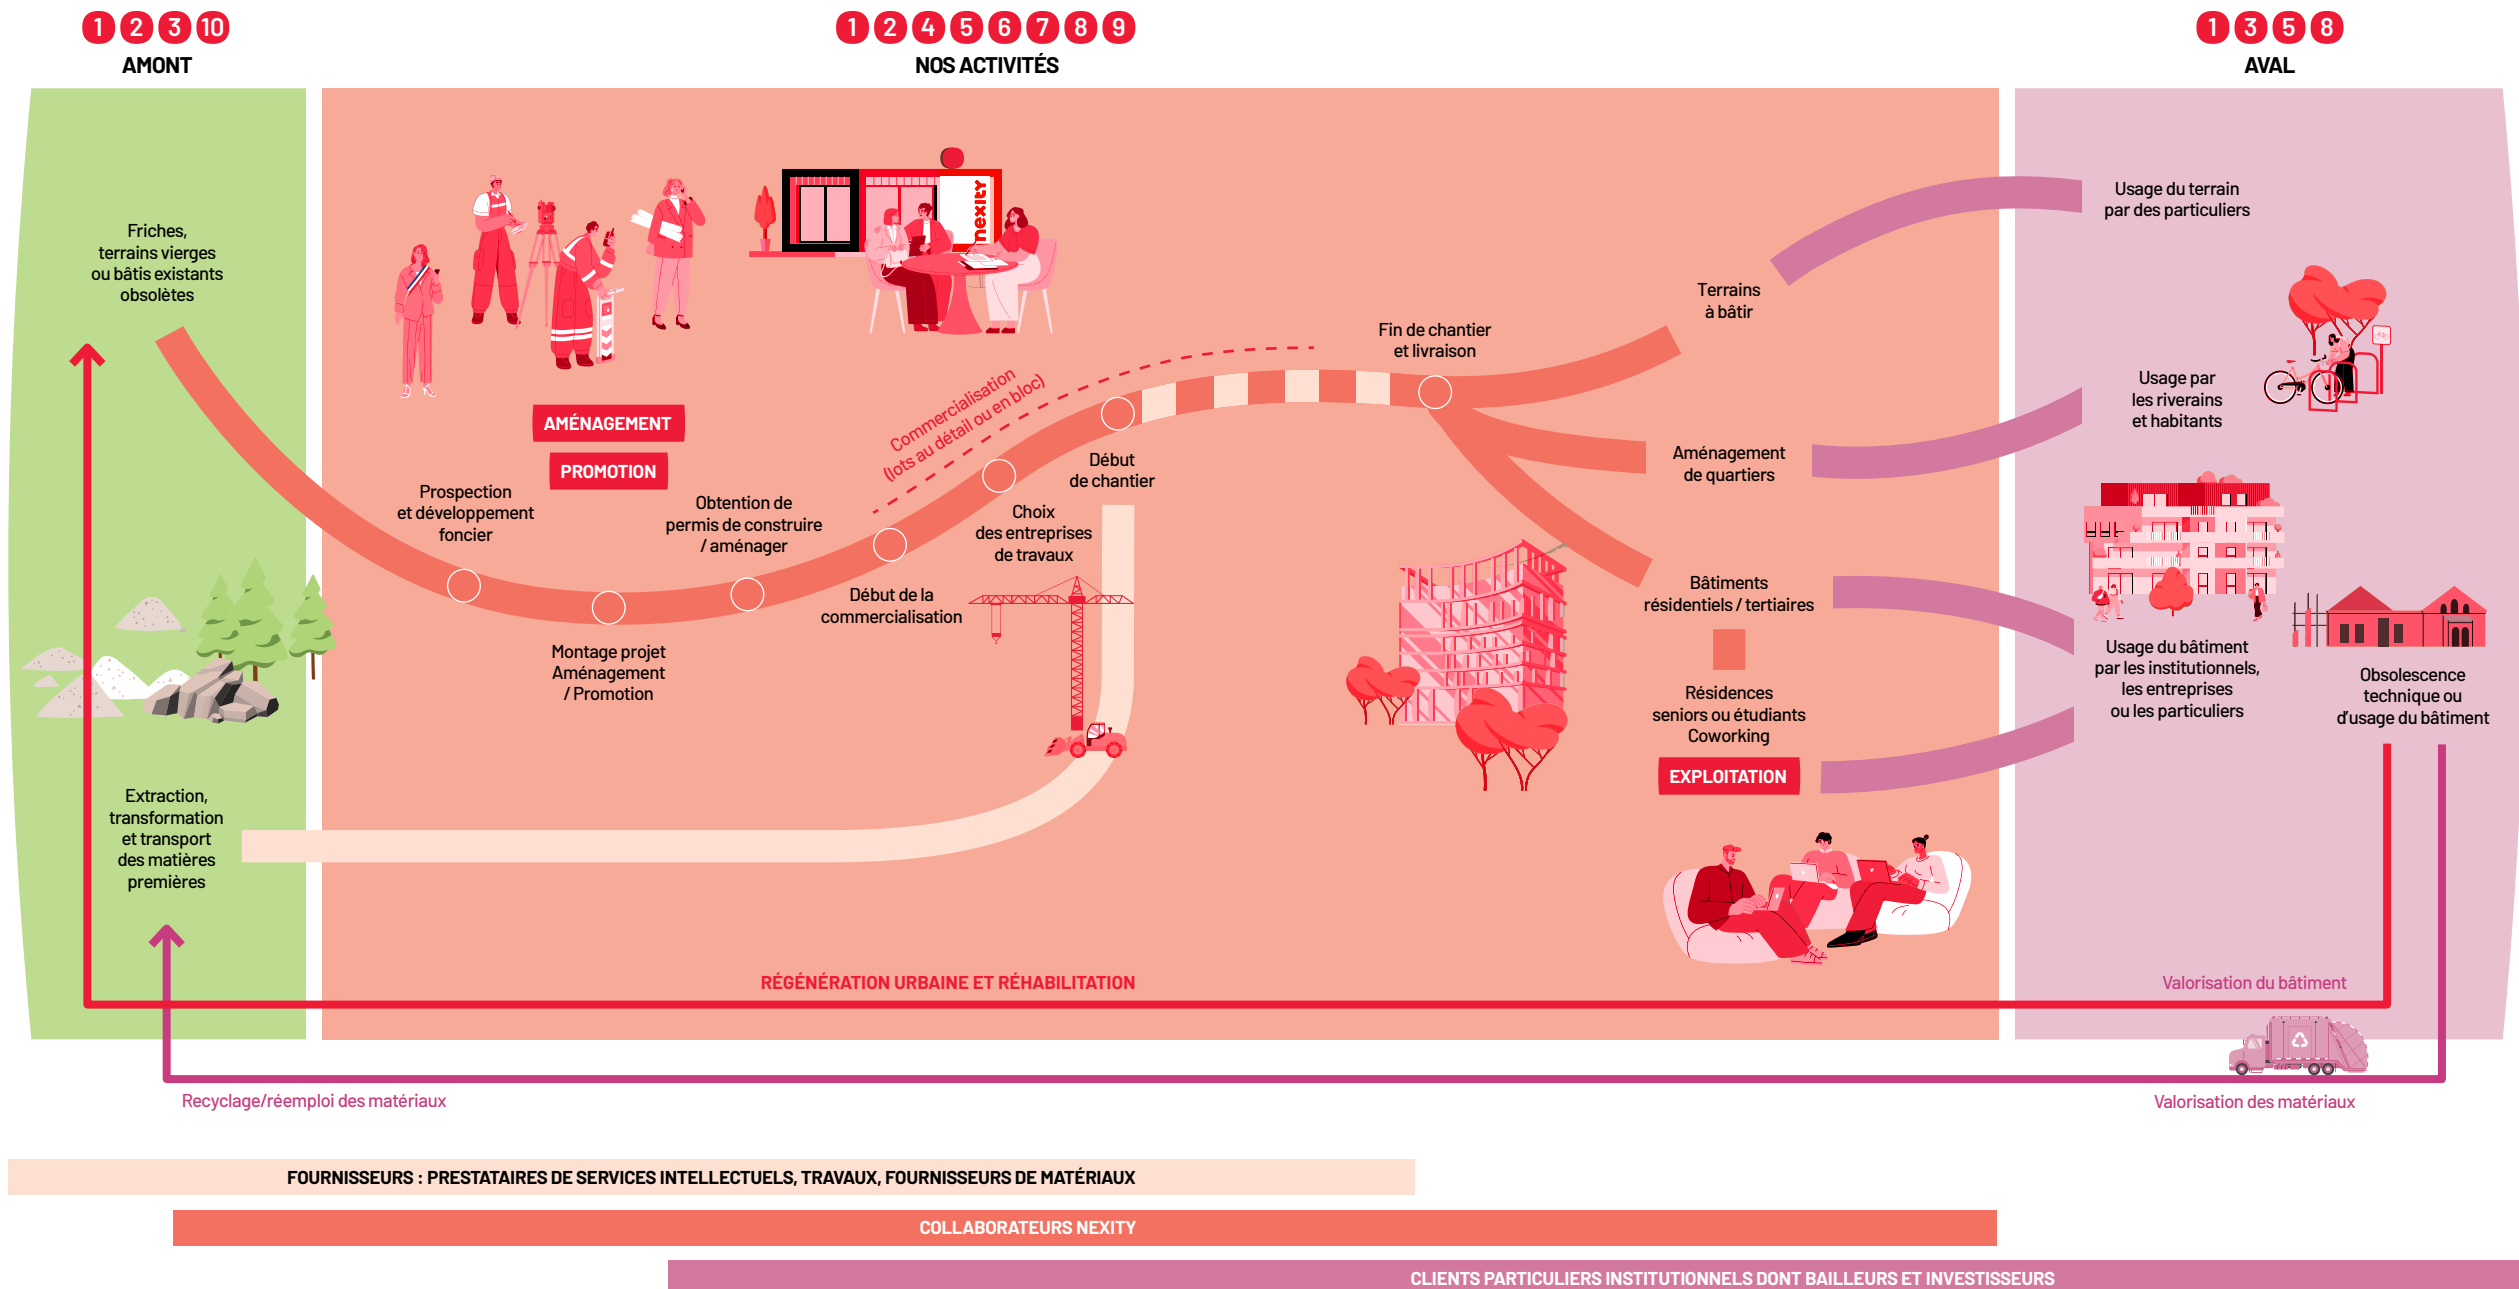 1 2 3 10
AMONT
1 2 4 5 6 7 8 9
NOS ACTIVITÉS
1 3 5 8
AVAL
Friches,
terrains vierges
ou bâtis existants
obsolètes
Extraction,
transformation
et transport
des matières
premières
nexity
AMÉNAGEMENT
PROMOTION
Prospection
et développement
foncier
Montage projet
Aménagement
/ Promotion
Obtention de
permis de construire
/ aménager
Début de la
commercialisation
Commercialisation
(lots au détail ou en bloc)
Choix
des entreprises
de travaux
Début
de chantier
Fin de chantier
et livraison
Terrains
à bâtir
Aménagement
de quartiers
Bâtiments
résidentiels / tertiaires
Résidences
seniors ou étudiants
Coworking
EXPLOITATION
Usage du terrain
par des particuliers
Usage par
les riverains
et habitants
Usage du bâtiment
par les institutionnels,
les entreprises
ou les particuliers
Obsolescence
technique ou
d'usage du bâtiment
RÉGÉNÉRATION URBAINE ET RÉHABILITATION
Valorisation du bâtiment
Recyclage/réemploi des matériaux
Valorisation des matériaux
FOURNISSEURS : PRESTATAIRES DE SERVICES INTELLECTUELS, TRAVAUX, FOURNISSEURS DE MATÉRIAUX
COLLABORATEURS NEXITY
CLIENTS PARTICULIERS INSTITUTIONNELS DONT BAILLEURS ET INVESTISSEURS